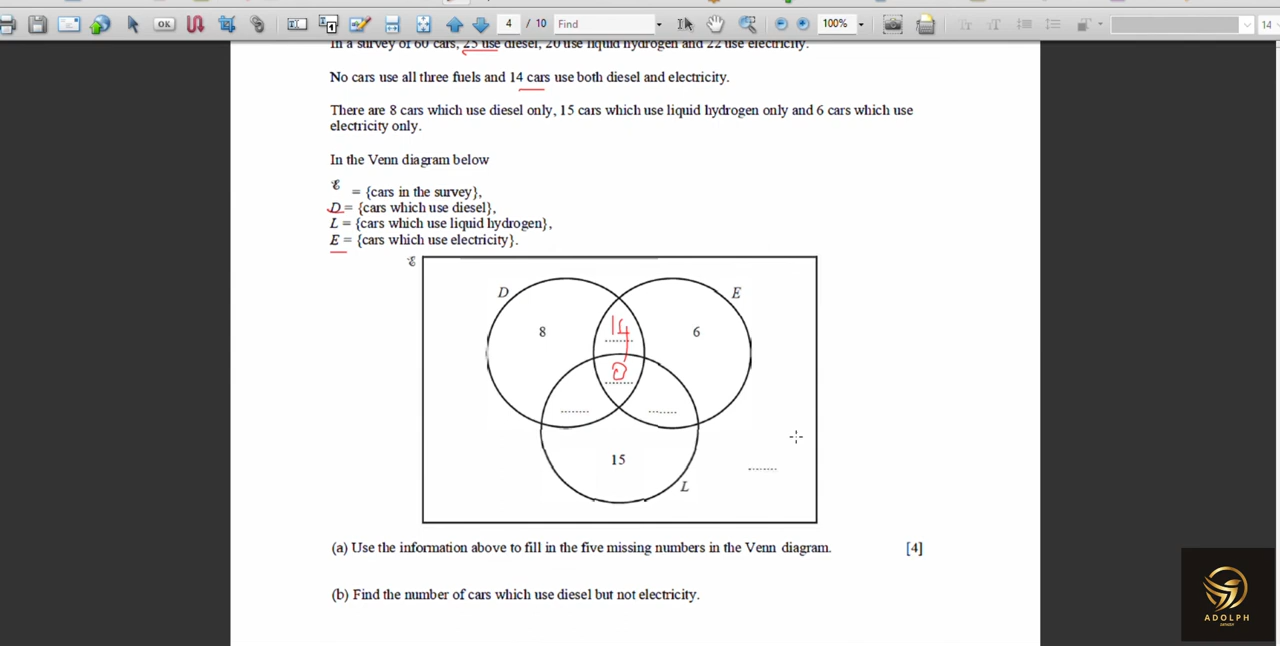 OK
4 / 10
Find
100%
14
In a survey of 60 cars, 25 use diesel, 20 use liquid hydrogen and 22 use electricity.
No cars use all three fuels and 14 cars use both diesel and electricity.
There are 8 cars which use diesel only, 15 cars which use liquid hydrogen only and 6 cars which use
electricity only.
In the Venn diagram below
ℰ = {cars in the survey},
D = {cars which use diesel},
L = {cars which use liquid hydrogen},
E = {cars which use electricity}.
ℰ
D
E
8
14
6
0
15
L
(a) Use the information above to fill in the five missing numbers in the Venn diagram. [4]
(b) Find the number of cars which use diesel but not electricity.
ADOLPH